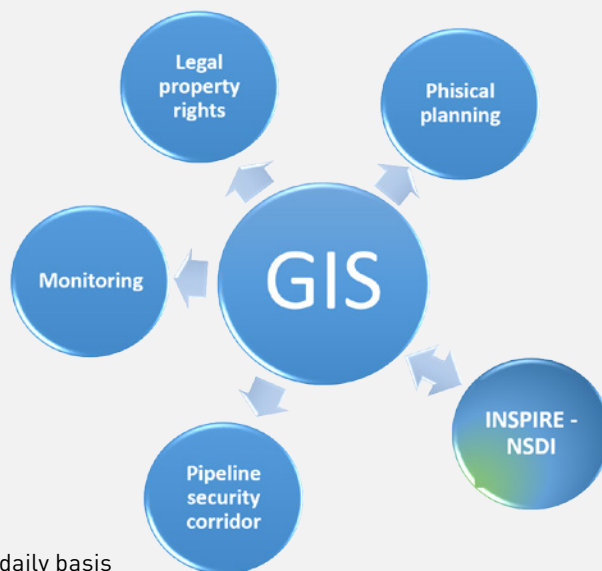 Legal
property
rights
Phisical
planning
Monitoring
GIS
INSPIRE -
NSDI
Pipeline
security
corridor
daily basis